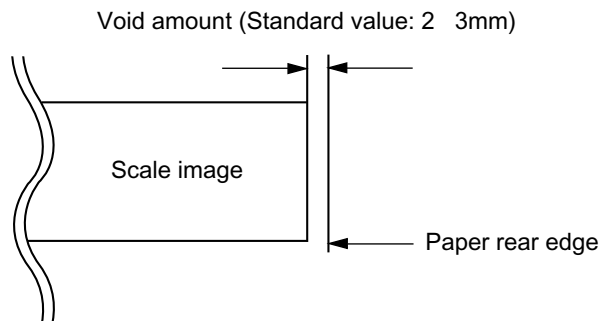 Void amount (Standard value: 2 3mm)
Scale image
Paper rear edge